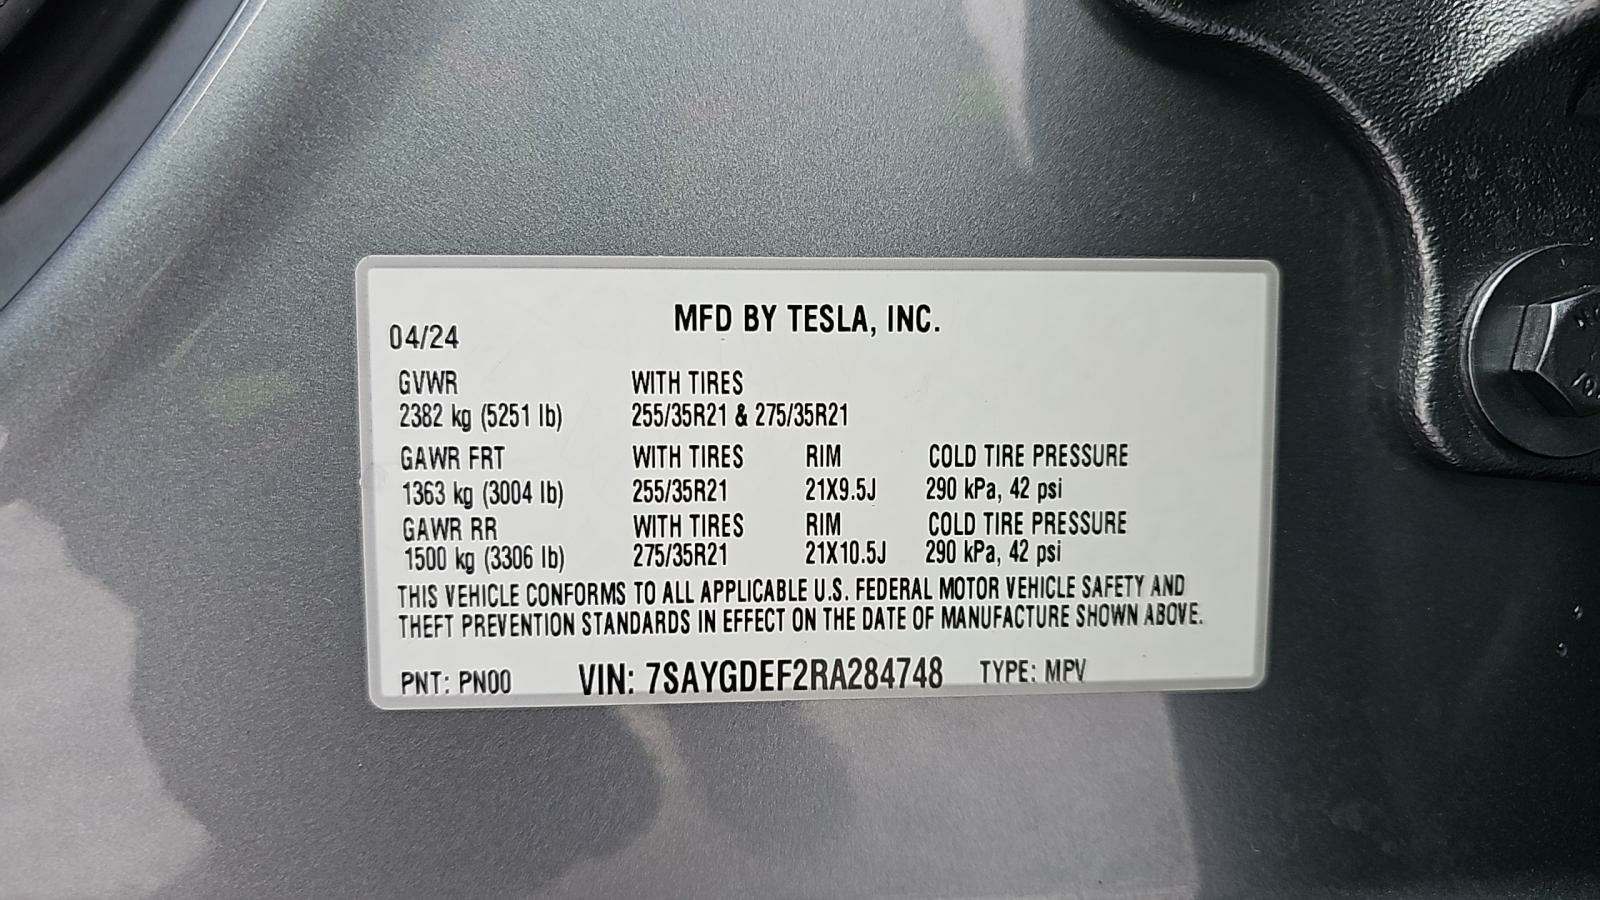 MFD BY TESLA, INC.
04/24
GVWR WITH TIRES
2382 kg (5251 lb) 255/35R21 & 275/35R21
GAWR FRT WITH TIRES RIM COLD TIRE PRESSURE
1363 kg (3004 lb) 255/35R21 21X9.5J 290 kPa, 42 psi
GAWR RR WITH TIRES RIM COLD TIRE PRESSURE
1500 kg (3306 lb) 275/35R21 21X10.5J 290 kPa, 42 psi
THIS VEHICLE CONFORMS TO ALL APPLICABLE U.S. FEDERAL MOTOR VEHICLE SAFETY AND
THEFT PREVENTION STANDARDS IN EFFECT ON THE DATE OF MANUFACTURE SHOWN ABOVE.
PNT: PN00 VIN: 7SAYGDEF2RA284748 TYPE: MPV